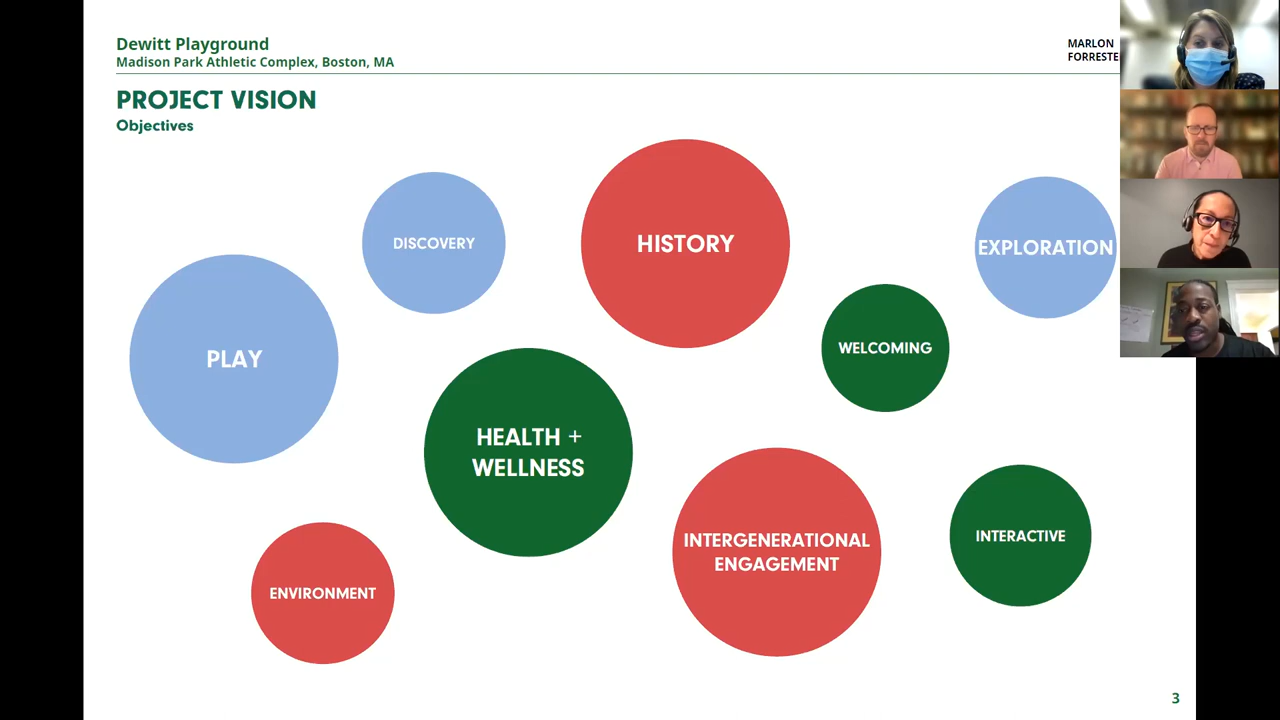 Dewitt Playground
Madison Park Athletic Complex, Boston, MA
MARLON
FORRESTE
PROJECT VISION
Objectives
DISCOVERY
HISTORY
EXPLORATION
PLAY
WELCOMING
HEALTH +
WELLNESS
INTERGENERATIONAL
ENGAGEMENT
INTERACTIVE
ENVIRONMENT
3